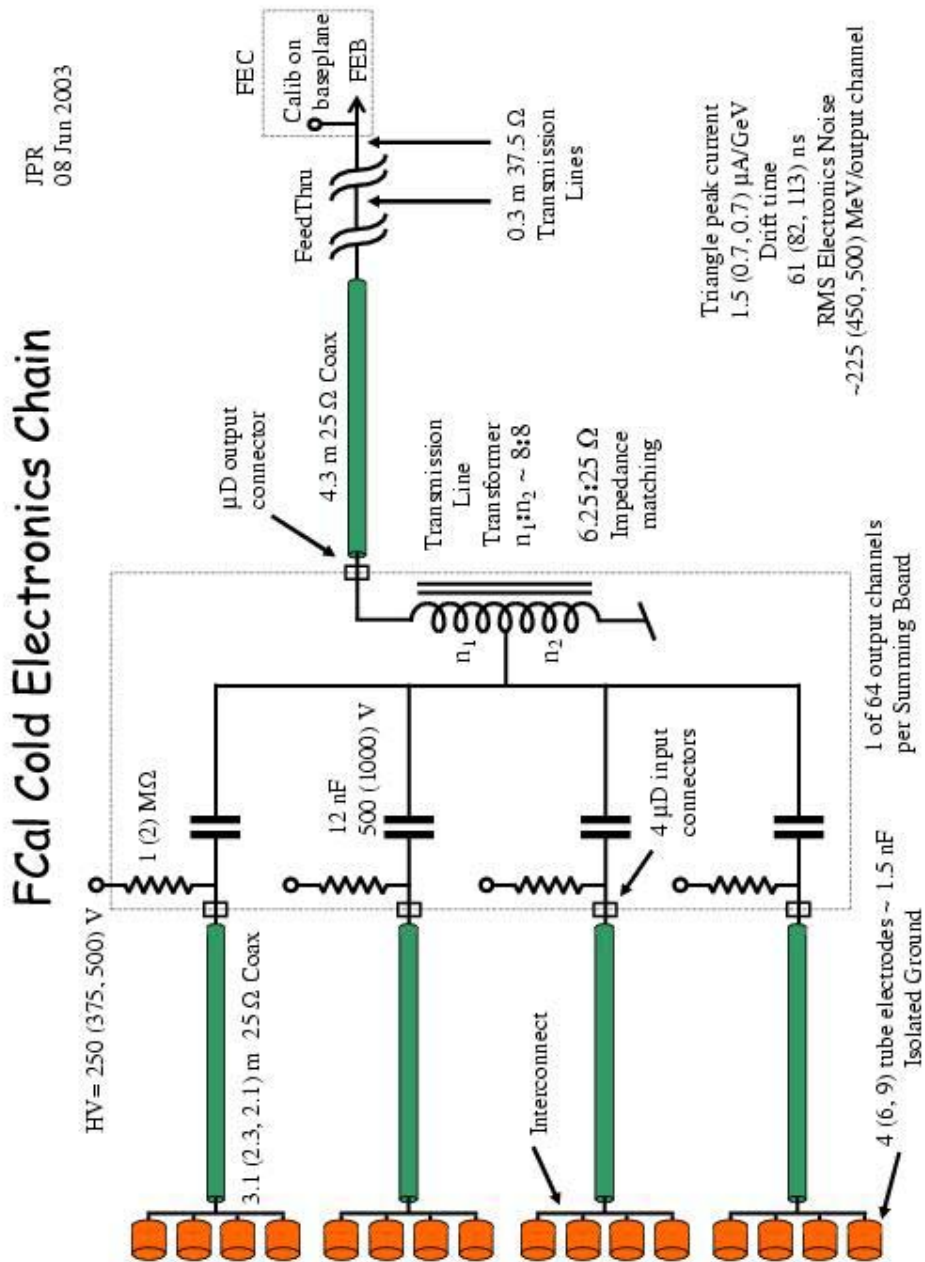 FCal Cold Electronics Chain
JPR
08 Jun 2003
HV= 250 (375, 500) V
1 (2) MΩ
3.1 (2.3, 2.1) m 25 Ω Coax
12 nF
500 (1000) V
Interconnect
4 μD input
connectors
4 (6, 9) tube electrodes ~ 1.5 nF
Isolated Ground
1 of 64 output channels
per Summing Board
n₁
n₂
μD output
connector
Transmission
Line
Transformer
n₁:n₂ ~ 8:8
6.25:25 Ω
Impedance
matching
4.3 m 25 Ω Coax
FeedThru
FEC
Calib on
baseplane
FEB
0.3 m 37.5 Ω
Transmission
Lines
Triangle peak current
1.5 (0.7, 0.7) μA/GeV
Drift time
61 (82, 113) ns
RMS Electronics Noise
~225 (450, 500) MeV/output channel